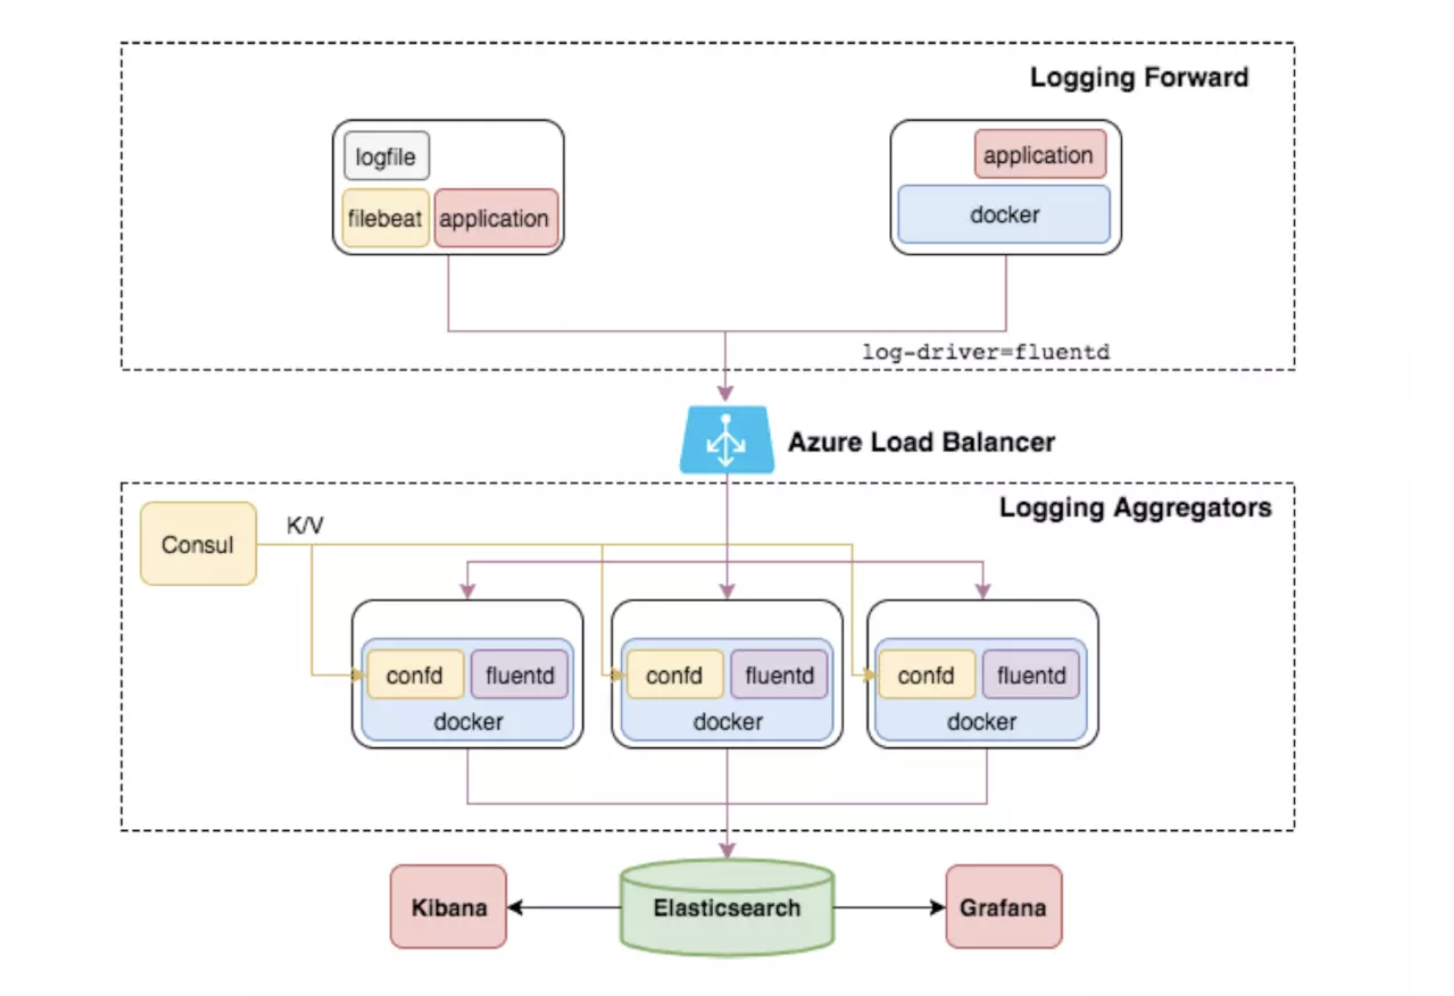 Logging Forward
logfile
filebeat
application
application
docker
log-driver=fluentd
Azure Load Balancer
Logging Aggregators
Consul
K/V
confd
fluentd
docker
confd
fluentd
docker
confd
fluentd
docker
Kibana
Elasticsearch
Grafana